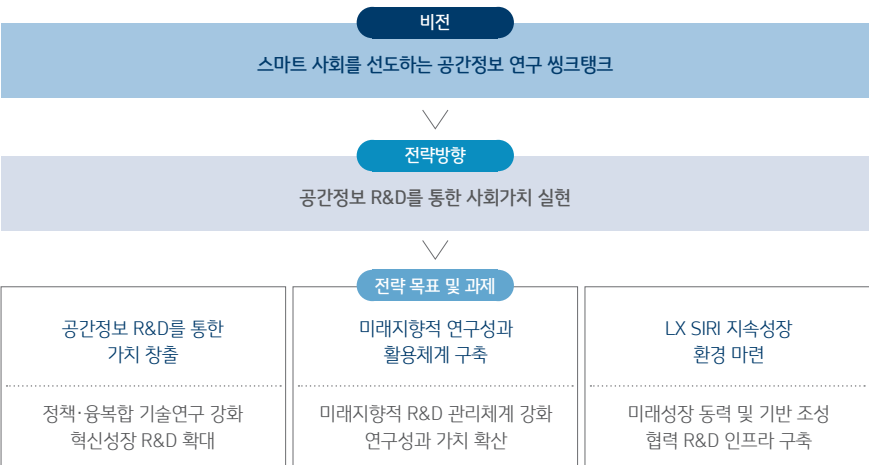 비전
스마트 사회를 선도하는 공간정보 연구 씽크탱크
전략방향
공간정보 R&D를 통한 사회가치 실현
전략 목표 및 과제
공간정보 R&D를 통한
가치 창출
정책·융복합 기술연구 강화
혁신성장 R&D 확대
미래지향적 연구성과
활용체계 구축
미래지향적 R&D 관리체계 강화
연구성과 가치 확산
LX SIRI 지속성장
환경 마련
미래성장 동력 및 기반 조성
협력 R&D 인프라 구축